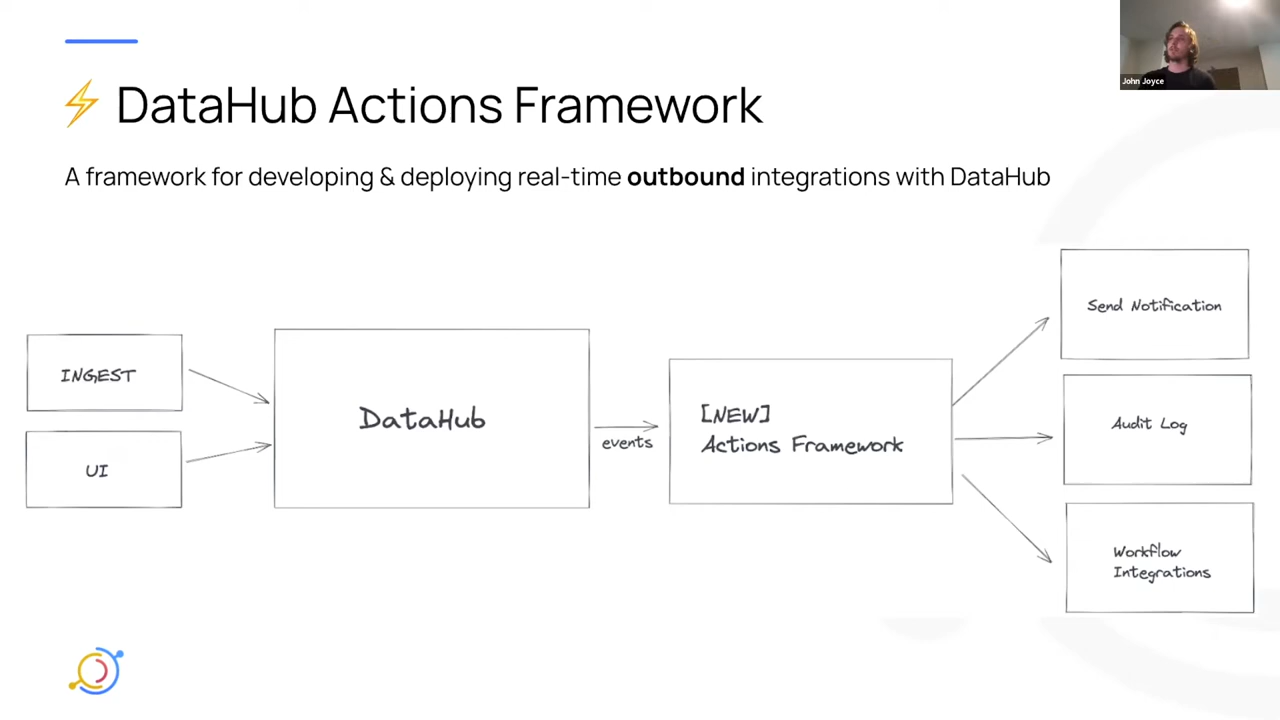 John Joyce
DataHub Actions Framework
A framework for developing & deploying real-time outbound integrations with DataHub
INGEST
UI
DataHub
events
[NEW]
Actions Framework
Send Notification
Audit Log
Workflow
Integrations